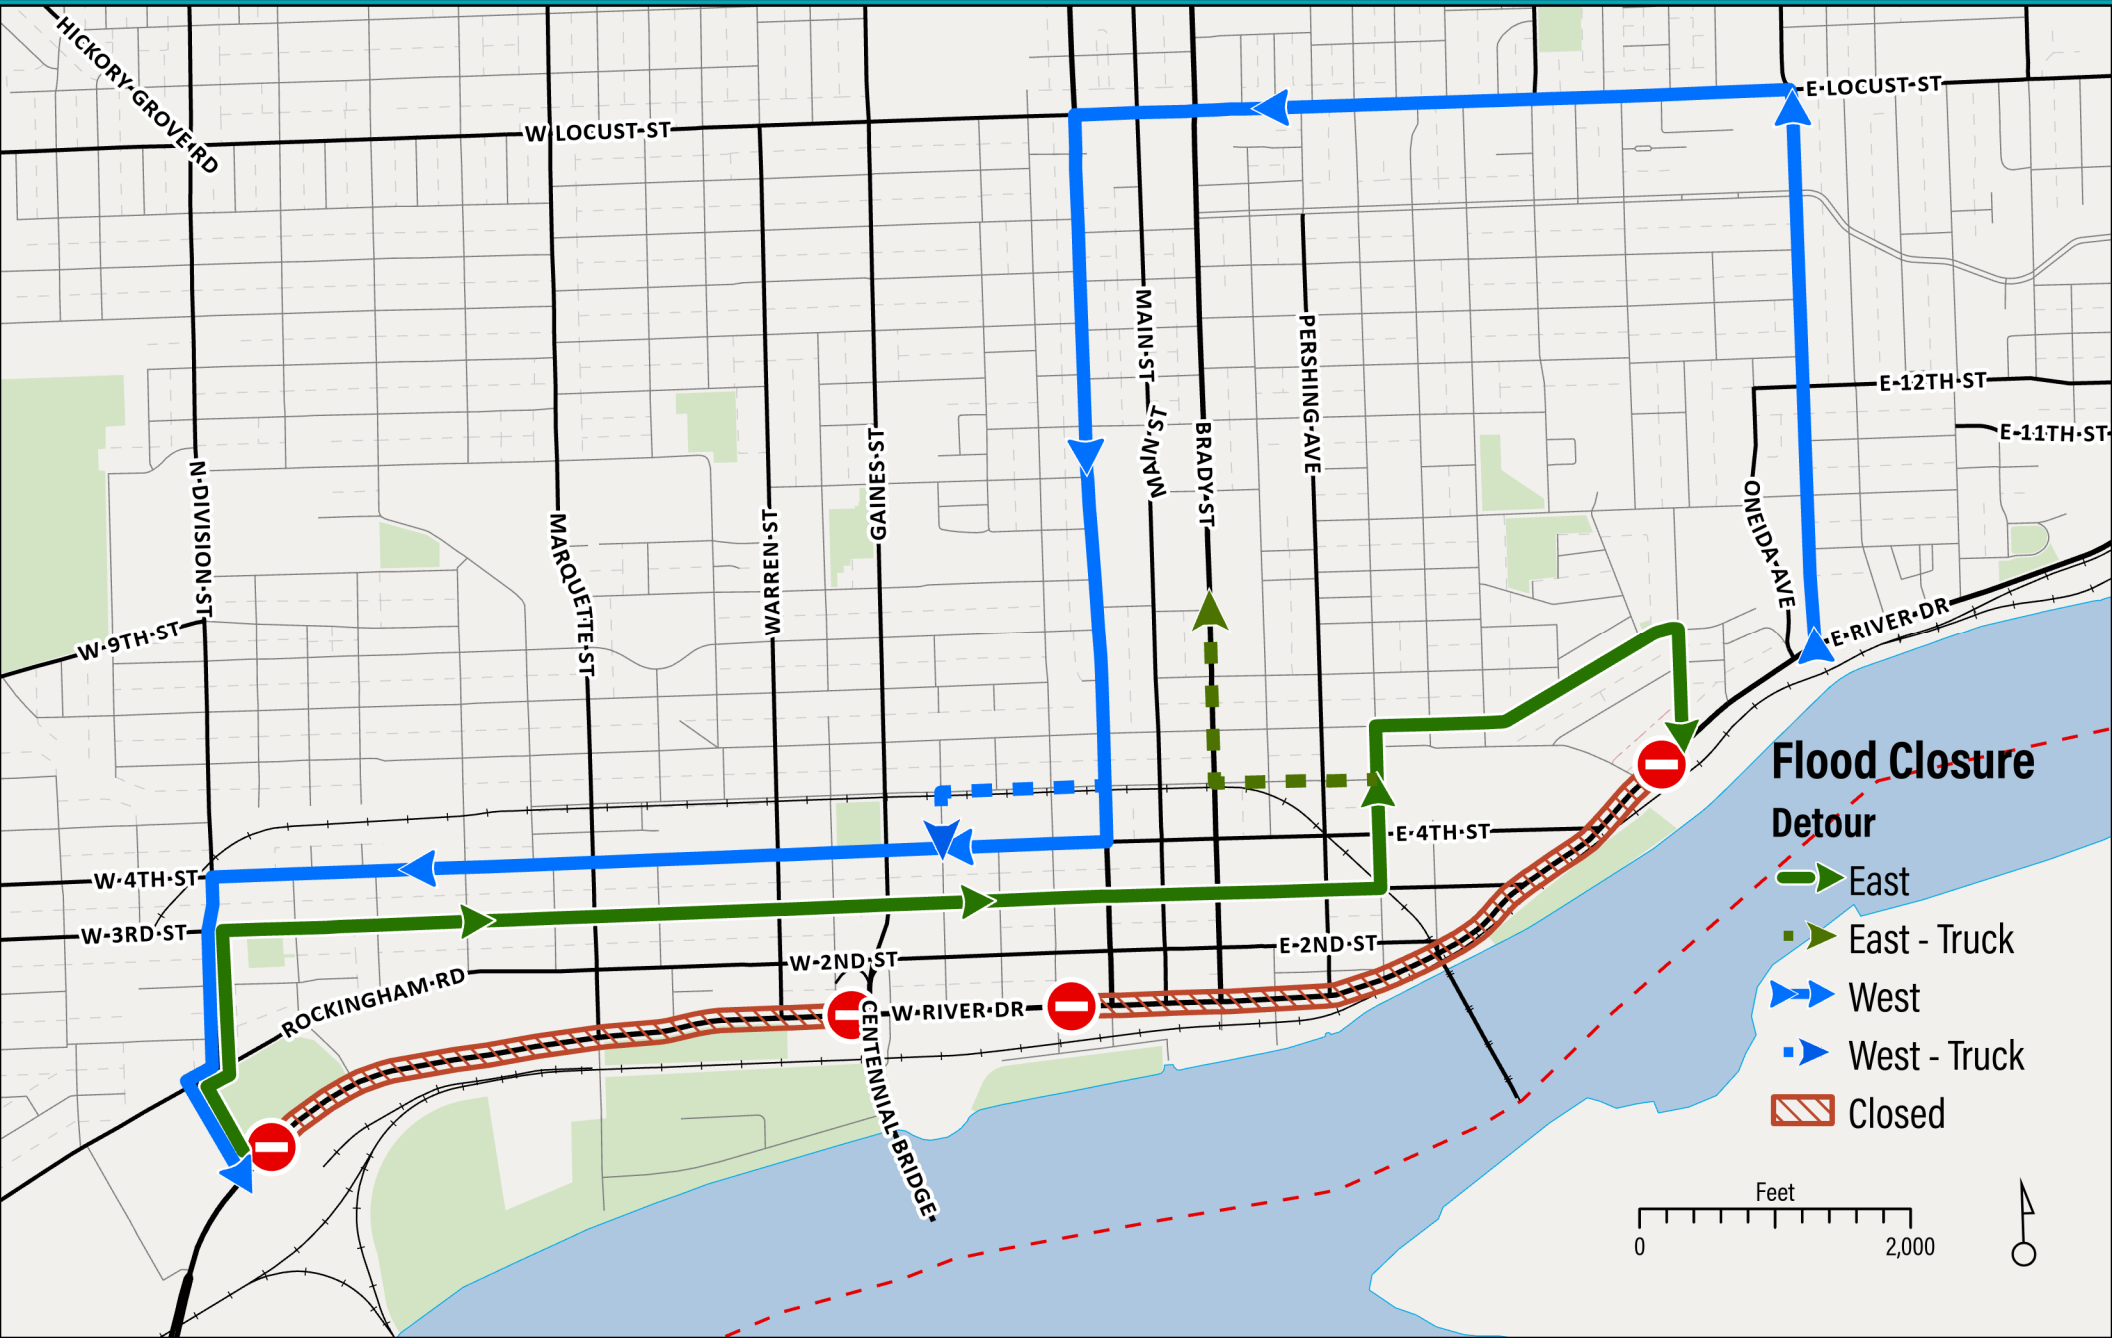 HICKORY GROVE RD
W LOCUST ST
E LOCUST ST
MAIN ST
PERSHING AVE
E 12TH ST
E 11TH ST
MAIN ST
BRADY ST
GAINES ST
N DIVISION ST
MARQUETTE ST
WARREN ST
ONEIDA AVE
W 9TH ST
E RIVER DR
E 4TH ST
W 4TH ST
W 3RD ST
E 2ND ST
W 2ND ST
ROCKINGHAM RD
W RIVER DR
CENTENNIAL BRIDGE
Flood Closure
Detour
East
East - Truck
West
West - Truck
Closed
Feet
0 2,000